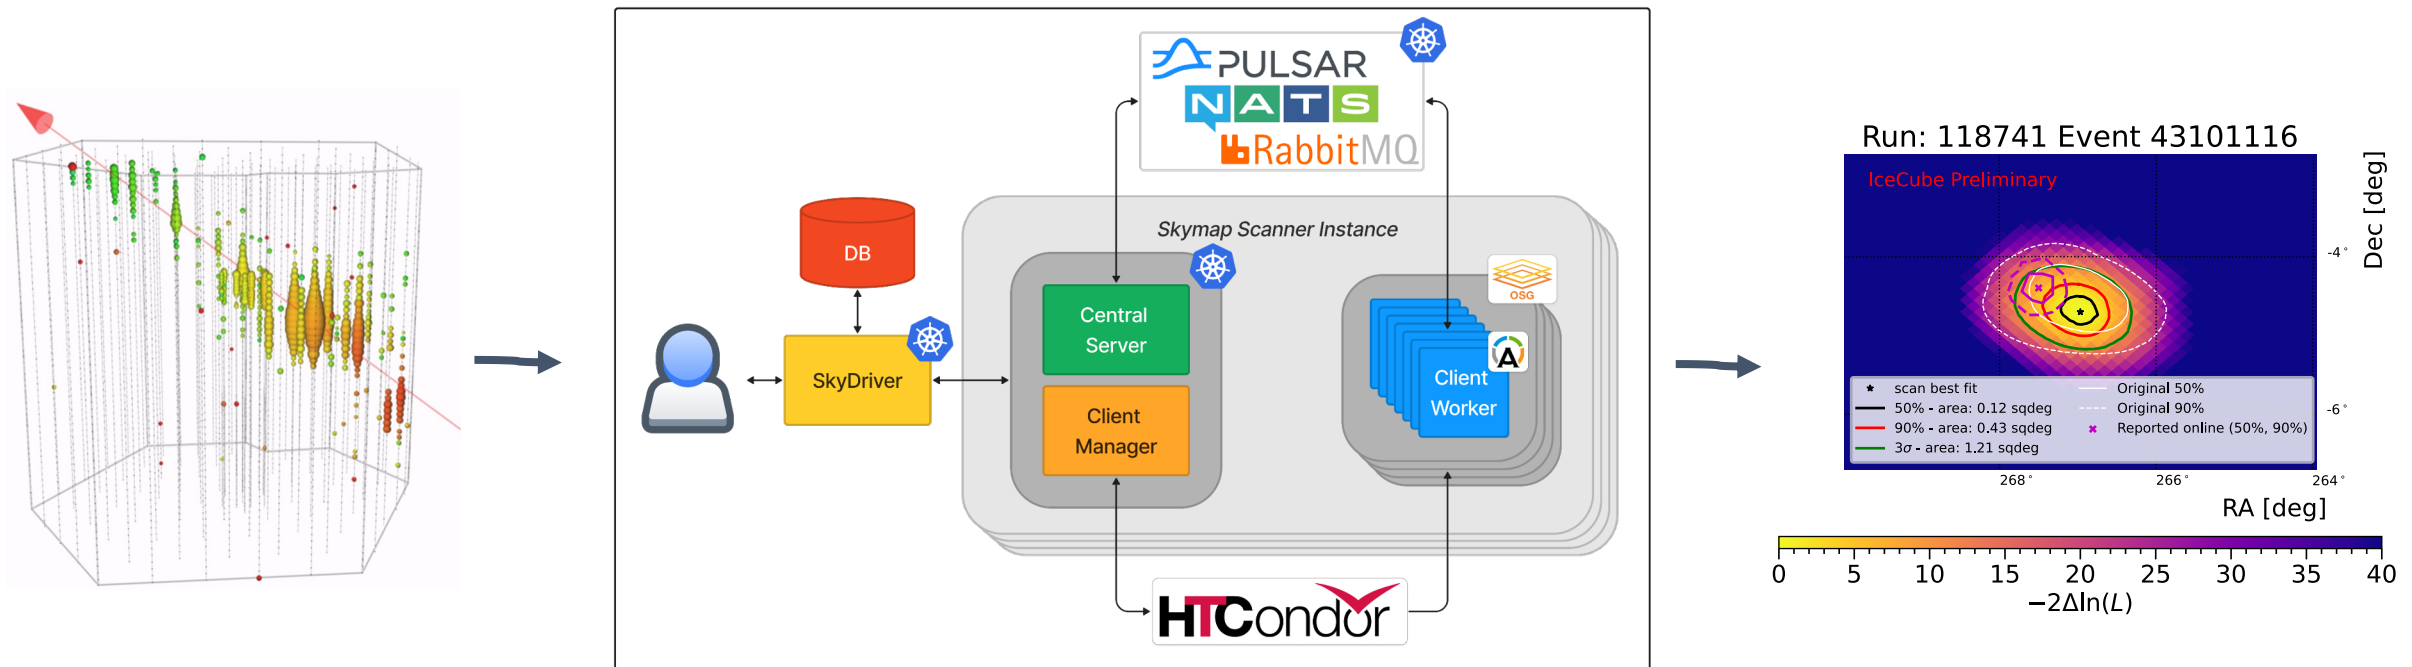 PULSAR
NATS
RabbitMQ
Skymap Scanner Instance
DB
SkyDriver
Central
Server
Client
Manager
OSG
A
Client
Worker
HTCondor
Run: 118741 Event 43101116
IceCube Preliminary
Dec [deg]
-4°
-6°
scan best fit
50% - area: 0.12 sqdeg
90% - area: 0.43 sqdeg
3σ - area: 1.21 sqdeg
Original 50%
Original 90%
Reported online (50%, 90%)
268° 266° 264°
RA [deg]
0 5 10 15 20 25 30 35 40
−2Δln(L)